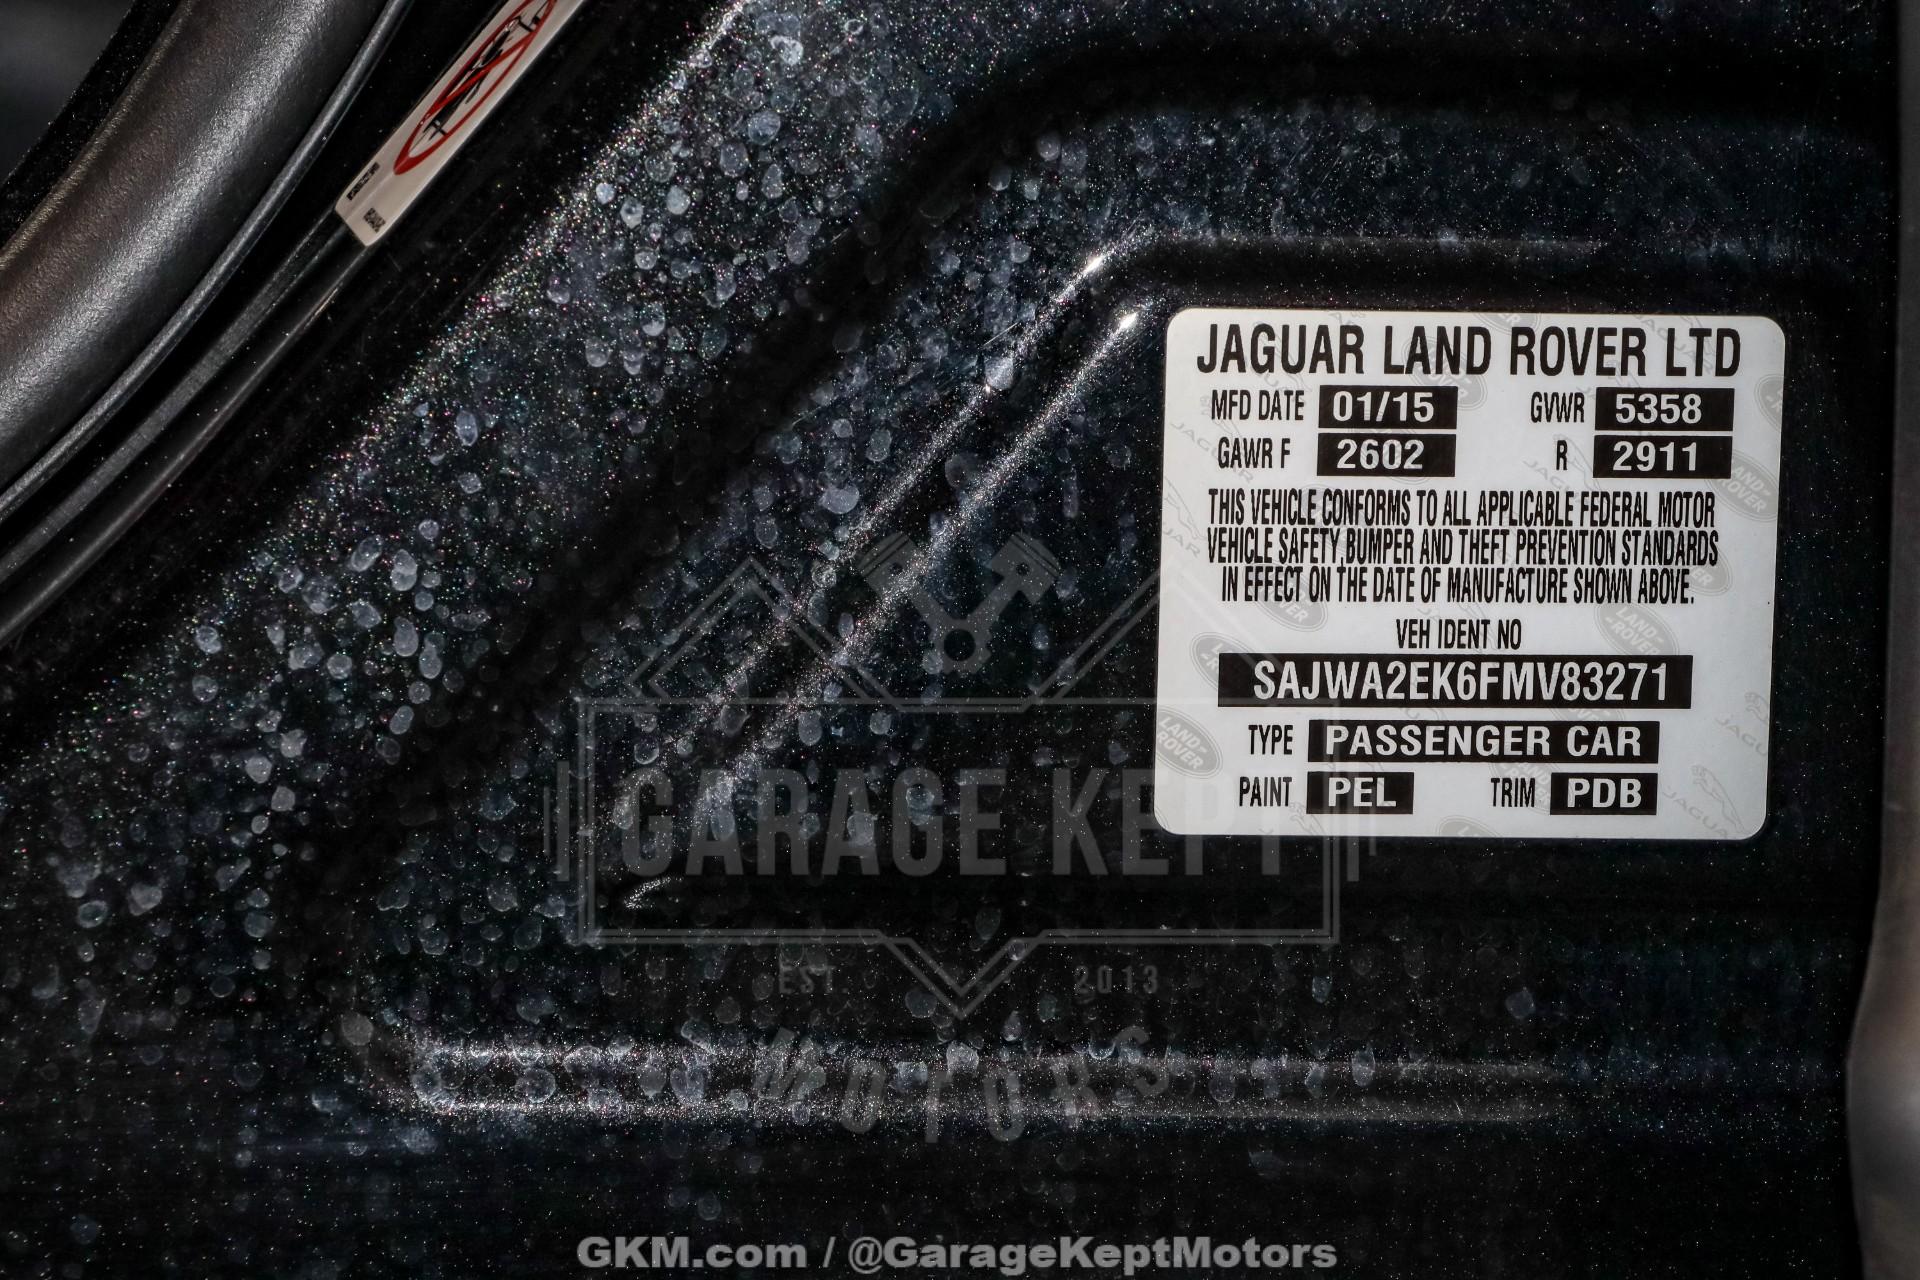 JAGUAR LAND ROVER LTD
MFD DATE 01/15 GVWR 5358
GAWR F 2602 R 2911
THIS VEHICLE CONFORMS TO ALL APPLICABLE FEDERAL MOTOR
VEHICLE SAFETY BUMPER AND THEFT PREVENTION STANDARDS
IN EFFECT ON THE DATE OF MANUFACTURE SHOWN ABOVE.
VEH IDENT NO
SAJWA2EK6FMV83271
TYPE PASSENGER CAR
PAINT PEL TRIM PDB
GARAGE KEPT
EST. 2013
MOTORS
GKM.com / @GarageKeptMotors